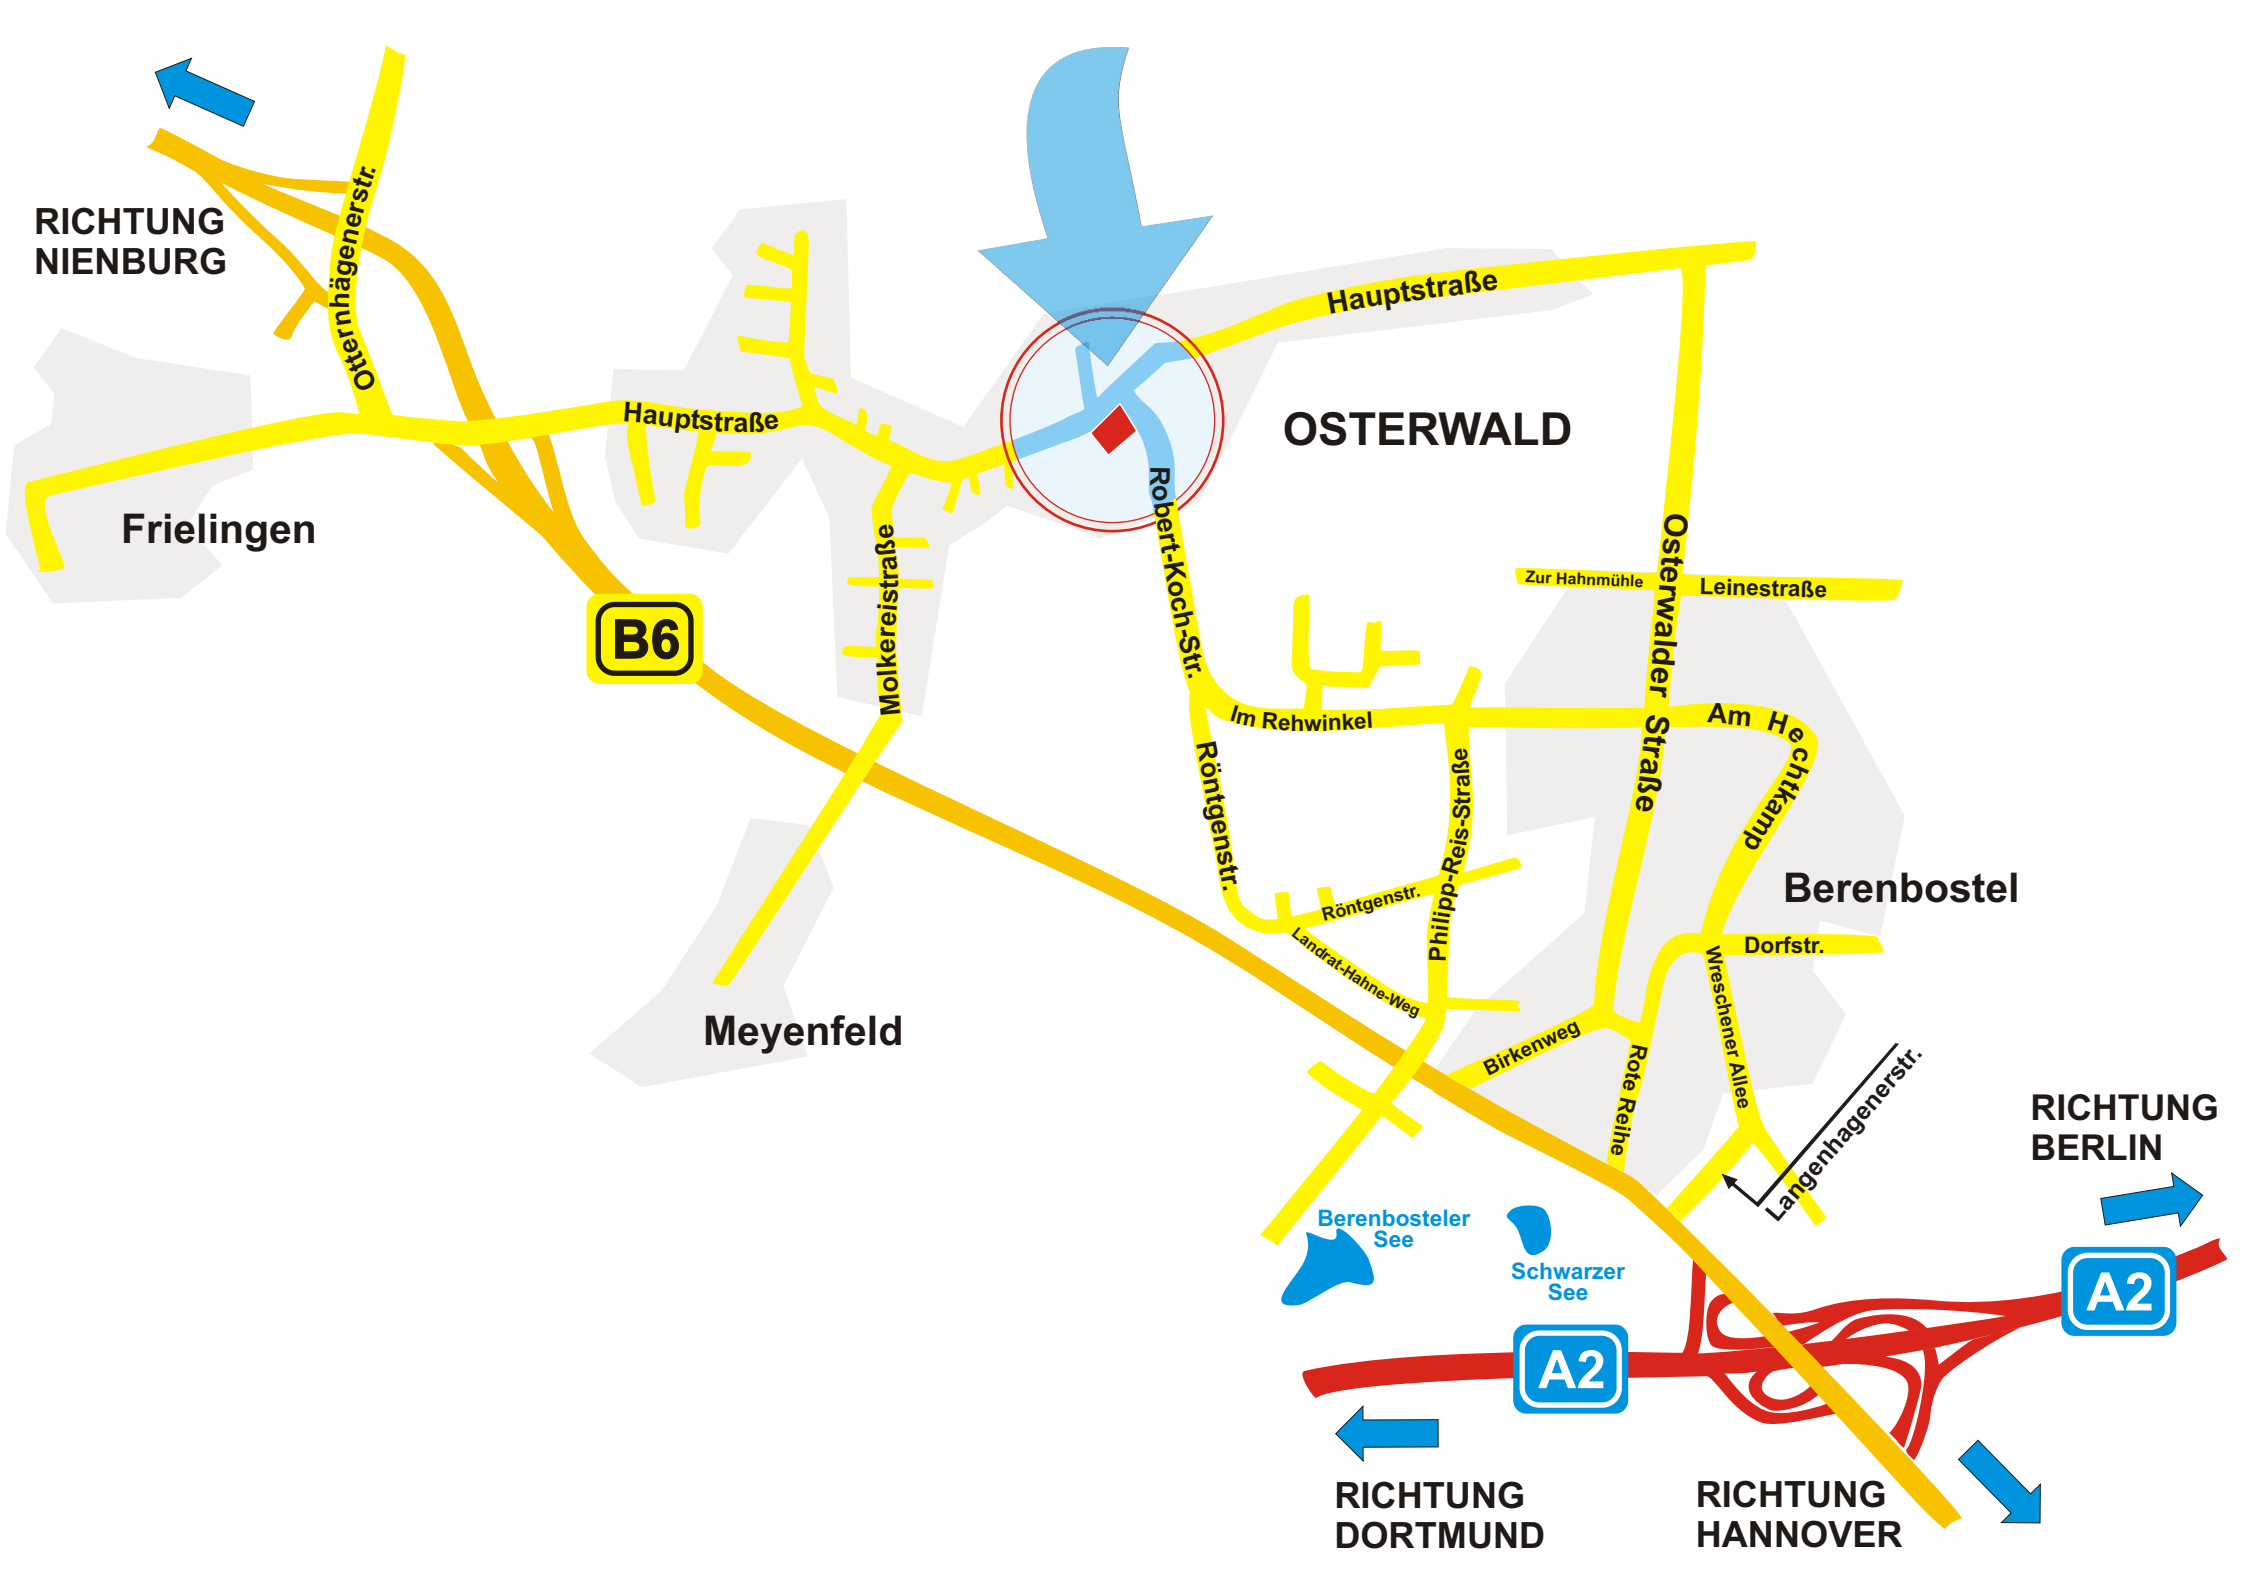 RICHTUNG
NIENBURG
Otternhägenerstr.
Hauptstraße
Hauptstraße
OSTERWALD
Frielingen
B6
Molkereistraße
Robert-Koch-Str.
Zur Hahnmühle
Leinestraße
Osterwalder Straße
Im Rehwinkel
Am Hechtkamp
Röntgenstr.
Philipp-Reis-Straße
Röntgenstr.
Berenbostel
Landrat-Hahne-Weg
Dorfstr.
Wreschener Allee
Meyenfeld
Birkenweg
Rote Reihe
Langenhagenerstr.
RICHTUNG
BERLIN
Berenbosteler
See
Schwarzer
See
A2
A2
RICHTUNG
DORTMUND
RICHTUNG
HANNOVER